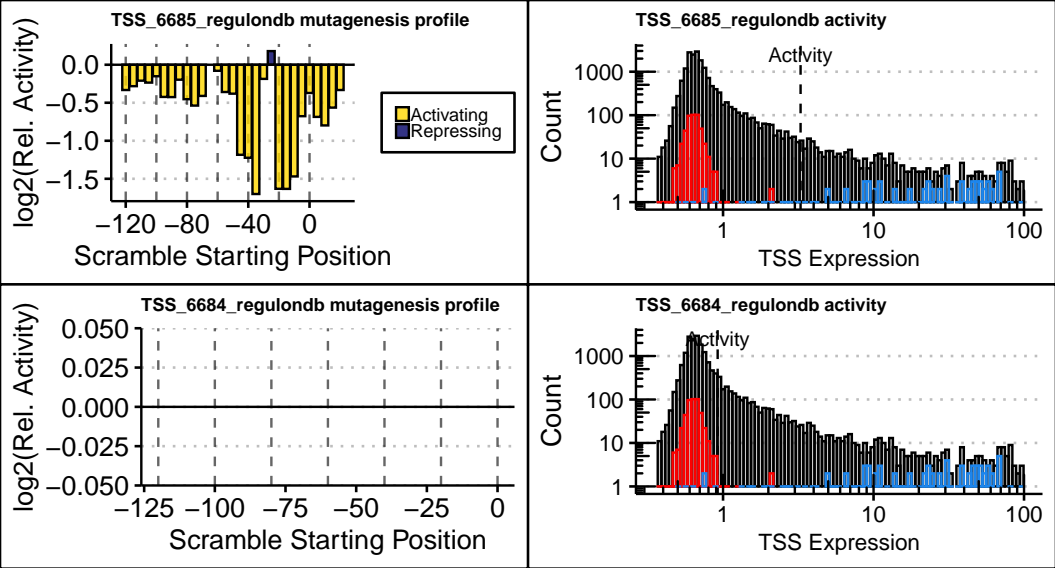 TSS_6685_regulondb mutagenesis profile
log2(Rel. Activity)
0.0
−0.5
−1.0
−1.5
−120 −80 −40 0
Scramble Starting Position
Activating
Repressing
TSS_6685_regulondb activity
Activity
Count
1000
100
10
1
1 10 100
TSS Expression
TSS_6684_regulondb mutagenesis profile
log2(Rel. Activity)
0.050
0.025
0.000
−0.025
−0.050
−125 −100 −75 −50 −25 0
Scramble Starting Position
TSS_6684_regulondb activity
Activity
Count
1000
100
10
1
1 10 100
TSS Expression